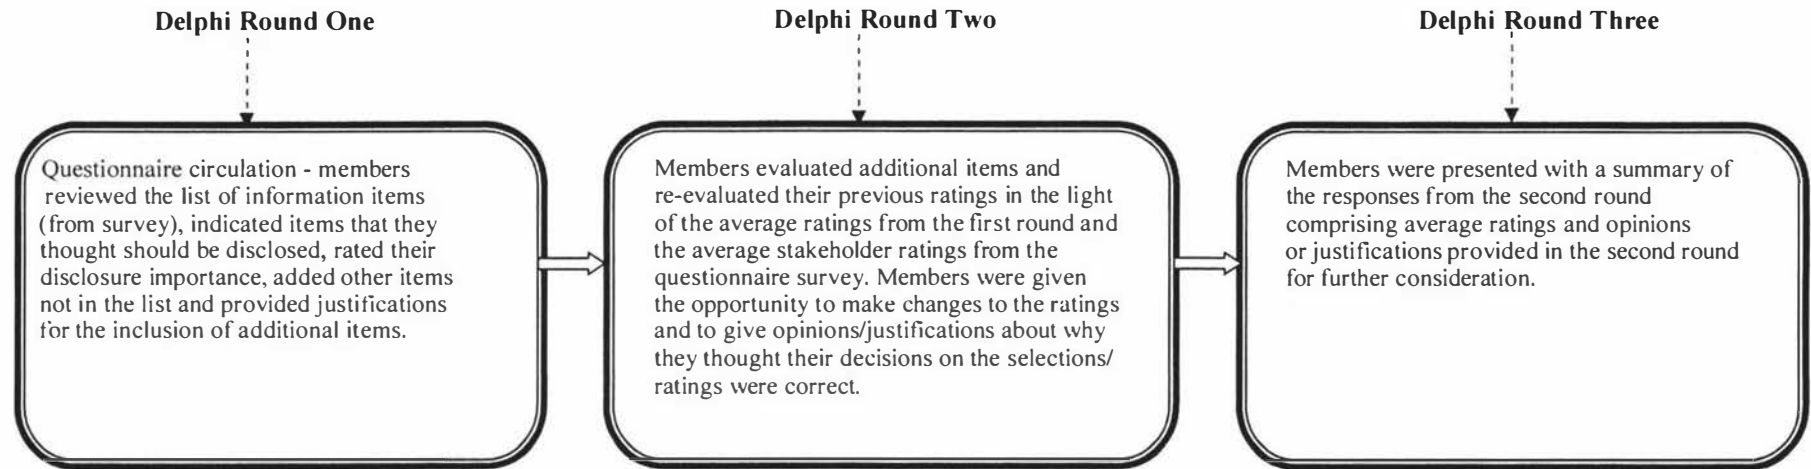 Delphi Round One
Questionnaire circulation - members
reviewed the list of information items
(from survey), indicated items that they
thought should be disclosed, rated their
disclosure importance, added other items
not in the list and provided justifications
for the inclusion of additional items.
Delphi Round Two
Members evaluated additional items and
re-evaluated their previous ratings in the light
of the average ratings from the first round and
the average stakeholder ratings from the
questionnaire survey. Members were given
the opportunity to make changes to the ratings
and to give opinions/justifications about why
they thought their decisions on the selections/
ratings were correct.
Delphi Round Three
Members were presented with a summary of
the responses from the second round
comprising average ratings and opinions
or justifications provided in the second round
for further consideration.